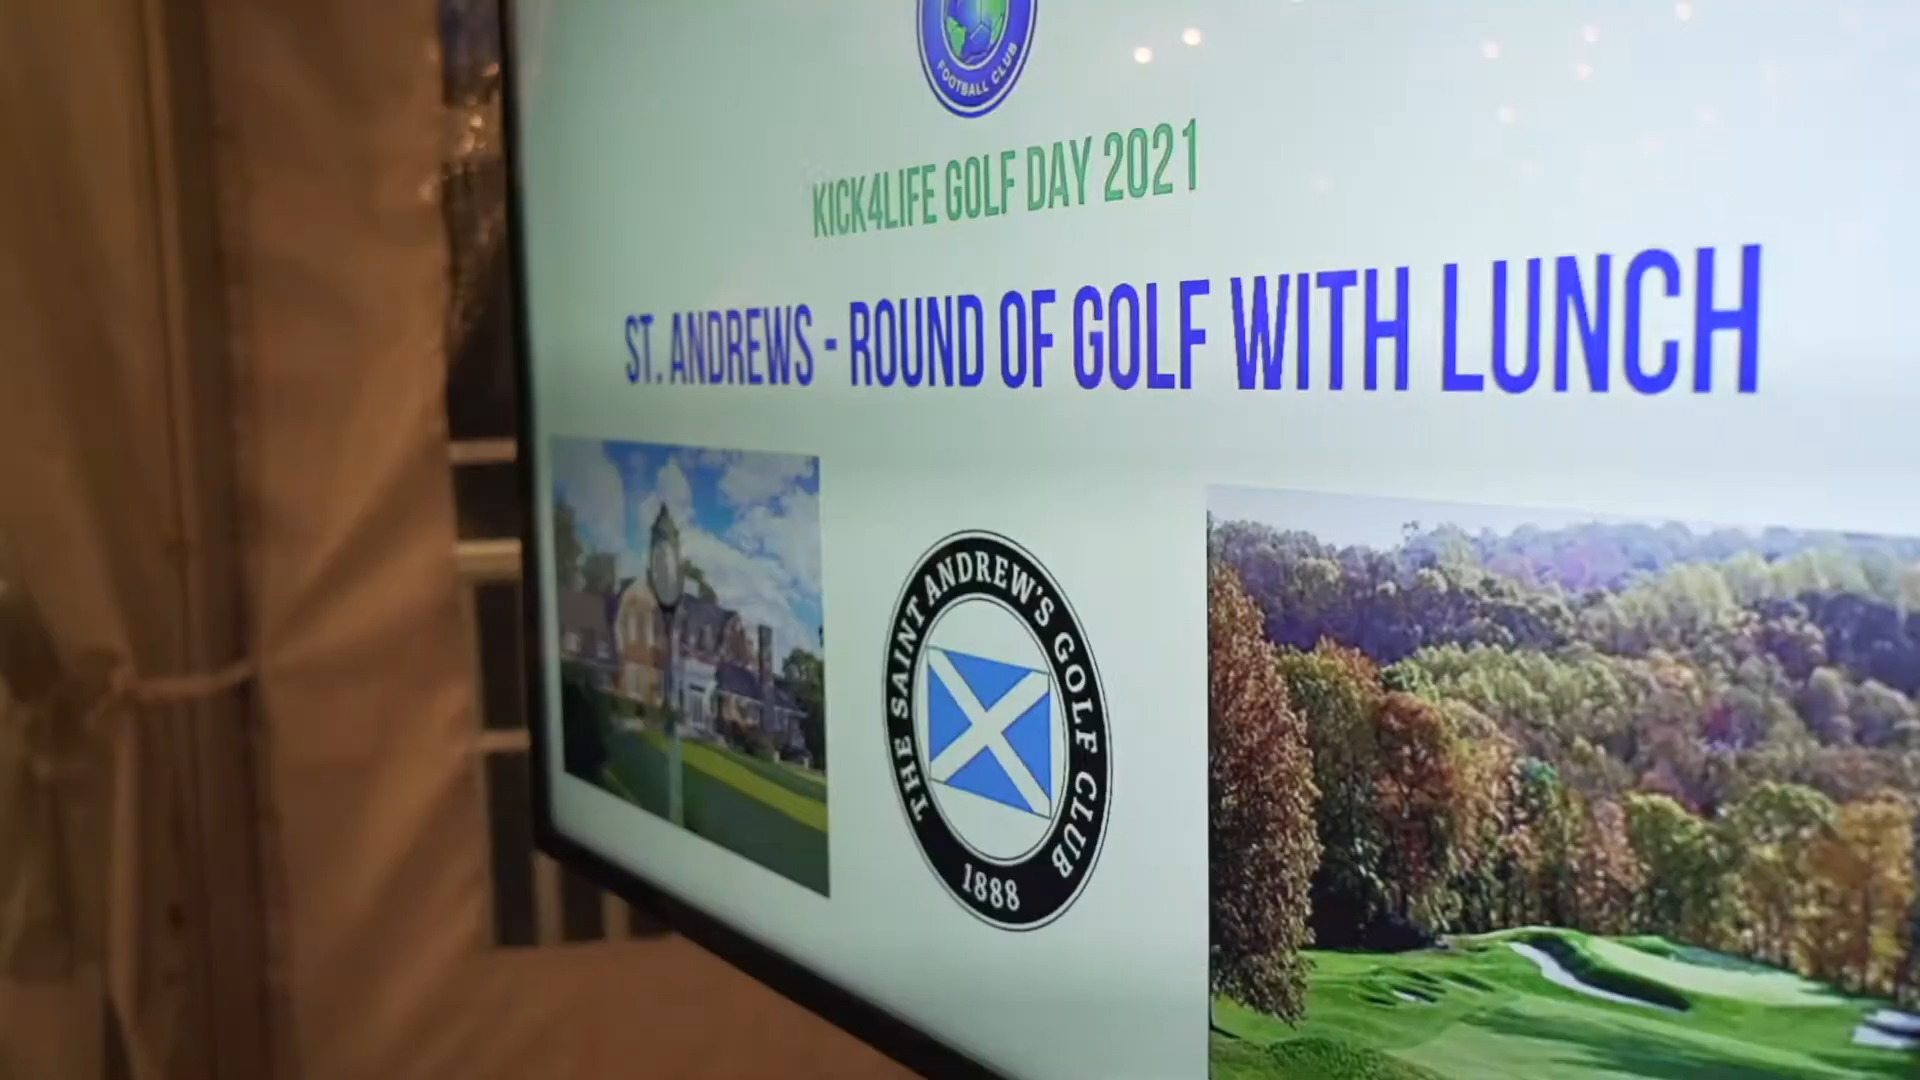 FOOTBALL CLUB
KICK4LIFE GOLF DAY 2021
ST. ANDREWS - ROUND OF GOLF WITH LUNCH
THE SAINT ANDREW'S GOLF CLUB
1888